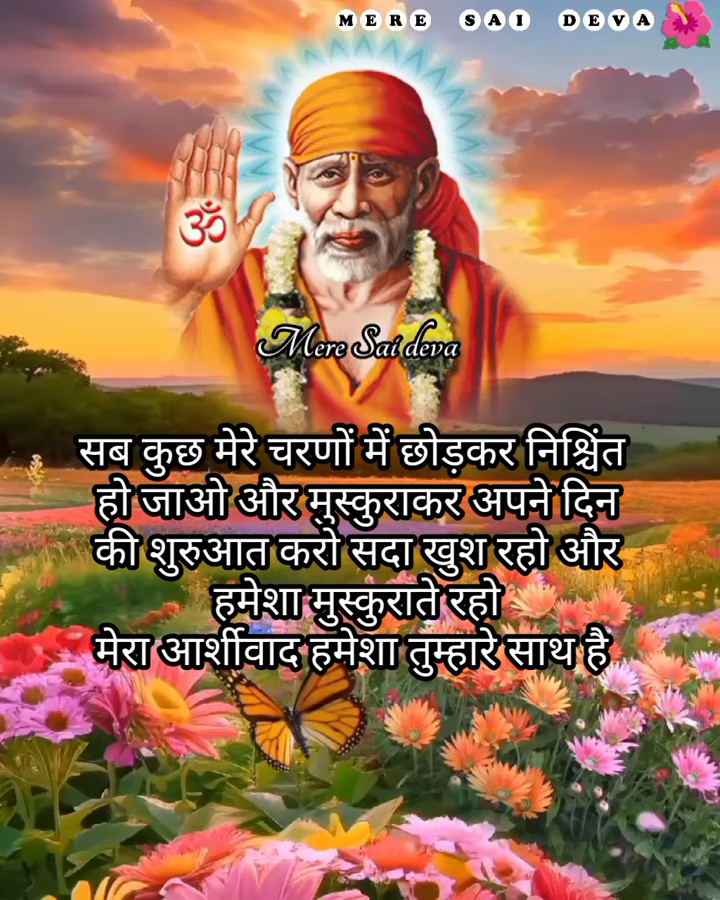 MERE SAI DEVA
ॐ
Mere Sai deva
सब कुछ मेरे चरणों में छोड़कर निश्चिंत
हो जाओ और मुस्कुराकर अपने दिन
की शुरुआत करो सदा खुश रहो और
हमेशा मुस्कुराते रहो
मेरा आर्शीवाद हमेशा तुम्हारे साथ है